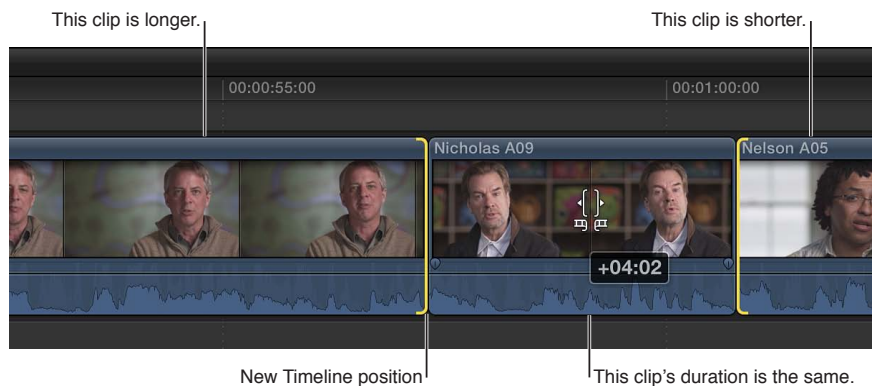 This clip is longer.
This clip is shorter.
00:00:55:00
00:01:00:00
Nicholas A09
Nelson A05
+04:02
New Timeline position
This clip's duration is the same.